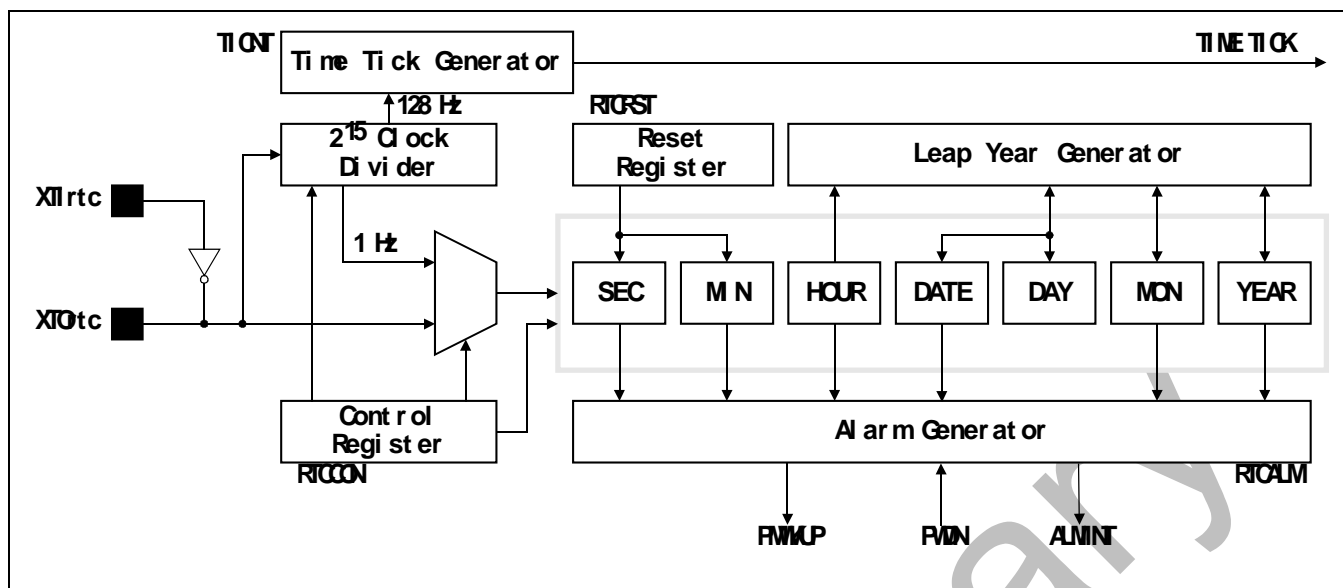 TICNT
Time Tick Generator
TIME TICK
128 Hz
RTCRST
2^15 Clock
Divider
Reset
Register
Leap Year Generator
XTIrtc
1 Hz
SEC
MIN
HOUR
DATE
DAY
MON
YEAR
XTOrtc
Control
Register
Alarm Generator
RTCCON
RTCALM
PMWKUP
PWDN
ALMINT
ary